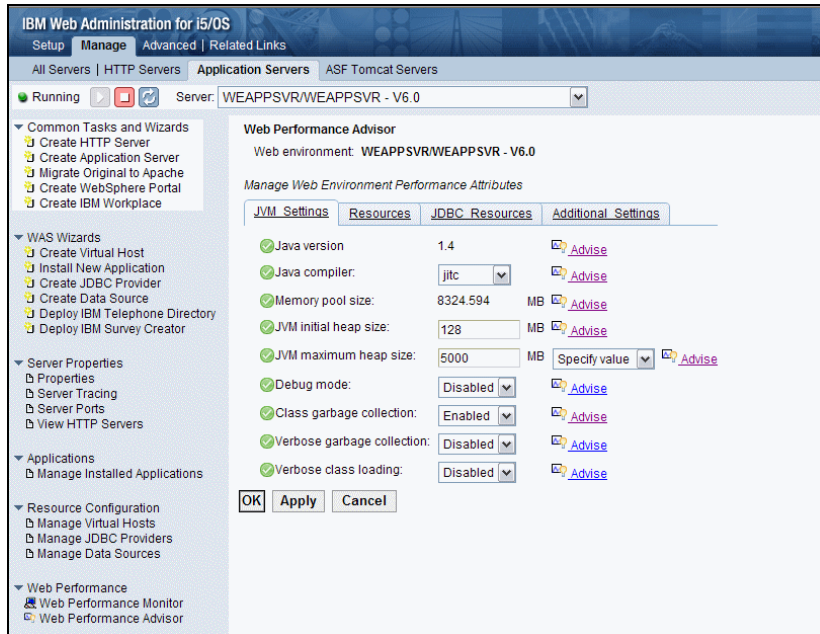 IBM Web Administration for i5/OS
Setup Manage Advanced | Related Links
All Servers | HTTP Servers Application Servers ASF Tomcat Servers
Running Server: WEAPPSVR/WEAPPSVR - V6.0
Common Tasks and Wizards
Create HTTP Server
Create Application Server
Migrate Original to Apache
Create WebSphere Portal
Create IBM Workplace
WAS Wizards
Create Virtual Host
Install New Application
Create JDBC Provider
Create Data Source
Deploy IBM Telephone Directory
Deploy IBM Survey Creator
Server Properties
Properties
Server Tracing
Server Ports
View HTTP Servers
Applications
Manage Installed Applications
Resource Configuration
Manage Virtual Hosts
Manage JDBC Providers
Manage Data Sources
Web Performance
Web Performance Monitor
Web Performance Advisor
Web Performance Advisor
Web environment: WEAPPSVR/WEAPPSVR - V6.0
Manage Web Environment Performance Attributes
JVM Settings Resources JDBC Resources Additional Settings
Java version 1.4 Advise
Java compiler: jitc Advise
Memory pool size: 8324.594 MB Advise
JVM initial heap size: 128 MB Advise
JVM maximum heap size: 5000 MB Specify value Advise
Debug mode: Disabled Advise
Class garbage collection: Enabled Advise
Verbose garbage collection: Disabled Advise
Verbose class loading: Disabled Advise
OK Apply Cancel